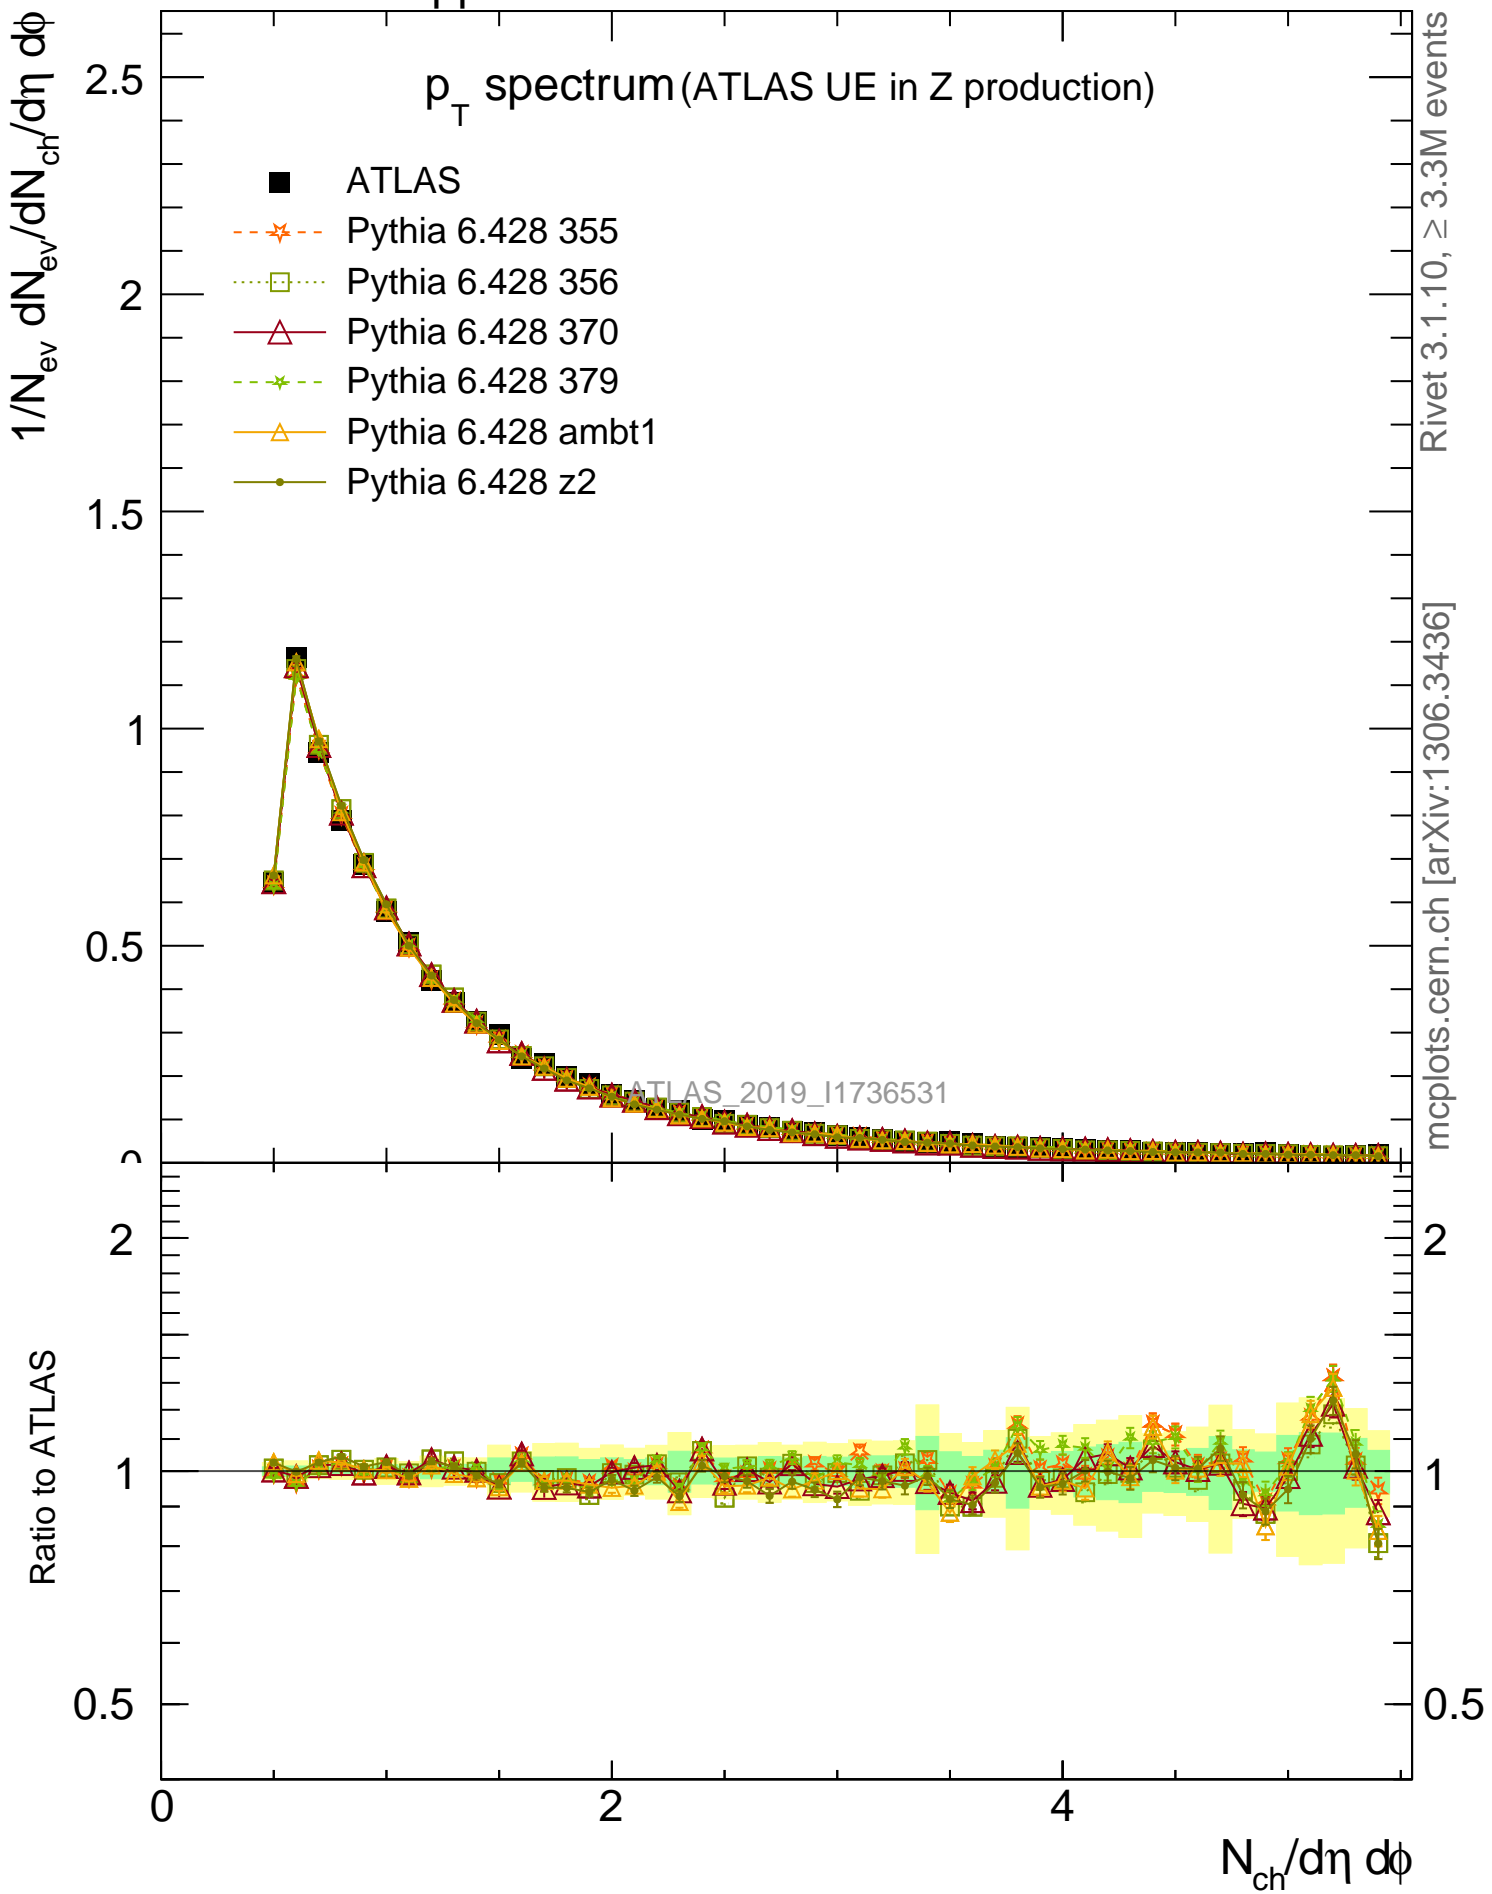 1/N_ev dN_ev/dN_ch/dη dϕ
p_T spectrum (ATLAS UE in Z production)
ATLAS
Pythia 6.428 355
Pythia 6.428 356
Pythia 6.428 370
Pythia 6.428 379
Pythia 6.428 ambt1
Pythia 6.428 z2
2.5
2
1.5
1
0.5
0
ATLAS_2019_I1736531
Rivet 3.1.10, ≥ 3.3M events
mcplots.cern.ch [arXiv:1306.3436]
Ratio to ATLAS
2
1
0.5
2
1
0.5
0
2
4
N_ch/dη dϕ